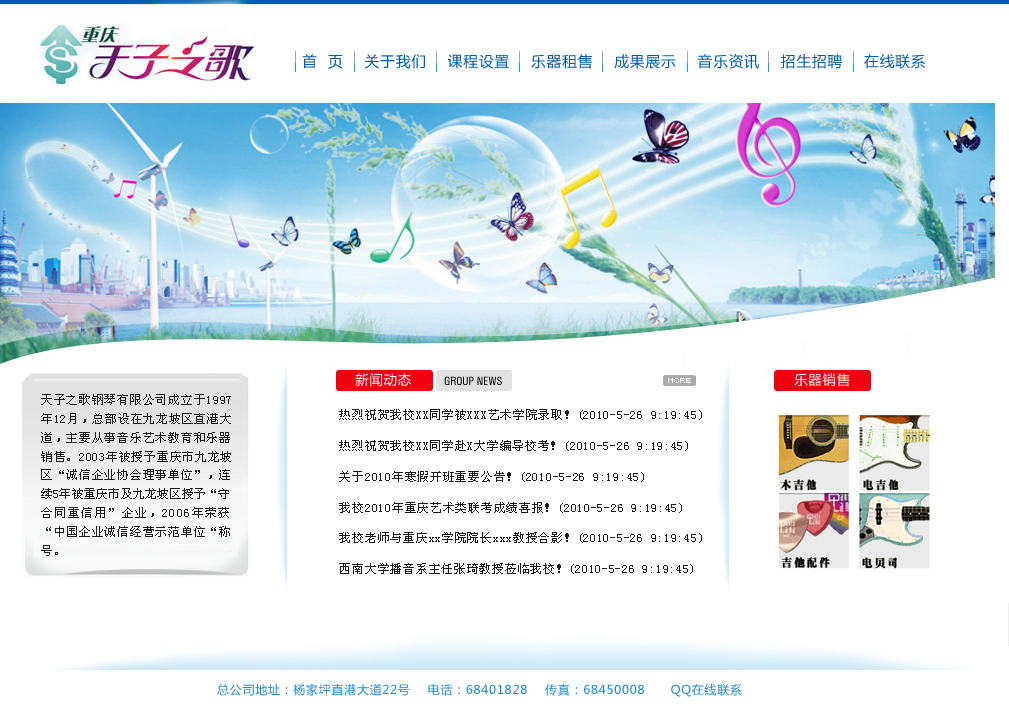 重庆
天子之歌
首 页 关于我们 课程设置 乐器租售 成果展示 音乐资讯 招生招聘 在线联系
天子之歌钢琴有限公司成立于1997
年12月，总部设在九龙坡区直港大
道，主要从事音乐艺术教育和乐器
销售。2003年被授予重庆市九龙坡
区“诚信企业协会理事单位”，连
续5年被重庆市及九龙坡区授予“守
合同重信用”企业，2006年荣获
“中国企业诚信经营示范单位“称
号。
新闻动态 GROUP NEWS MORE
热烈祝贺我校XX同学被XXX艺术学院录取! (2010-5-26 9:19:45)
热烈祝贺我校XX同学赴X大学编导校考! (2010-5-26 9:19:45)
关于2010年寒假开班重要公告! (2010-5-26 9:19:45)
我校2010年重庆艺术类联考成绩喜报! (2010-5-26 9:19:45)
我校老师与重庆xx学院院长xxx教授合影! (2010-5-26 9:19:45)
西南大学播音系主任张琦教授莅临我校! (2010-5-26 9:19:45)
乐器销售
木吉他 电吉他
吉他配件 电贝司
总公司地址：杨家坪直港大道22号 电话：68401828 传真：68450008 QQ在线联系